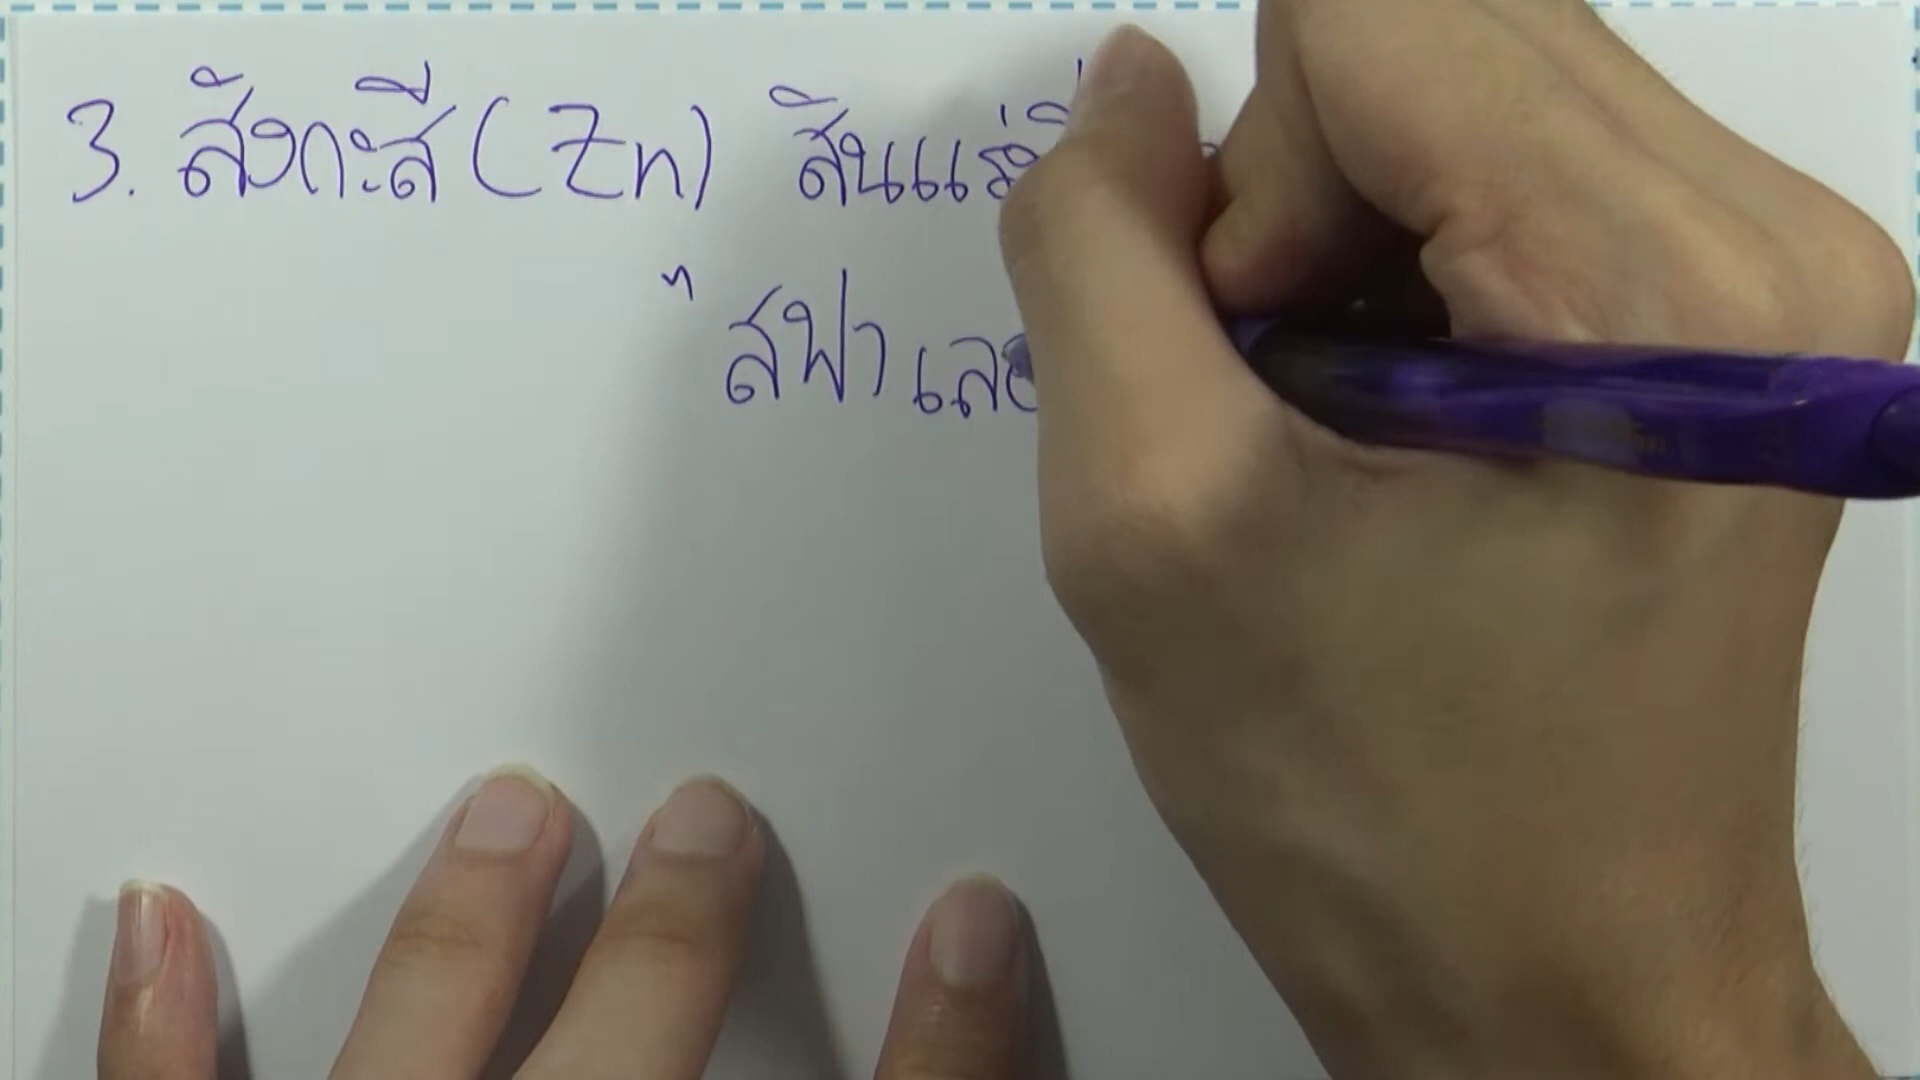 3. สังกะสี (Zn) สินแร่
" สฟาเล